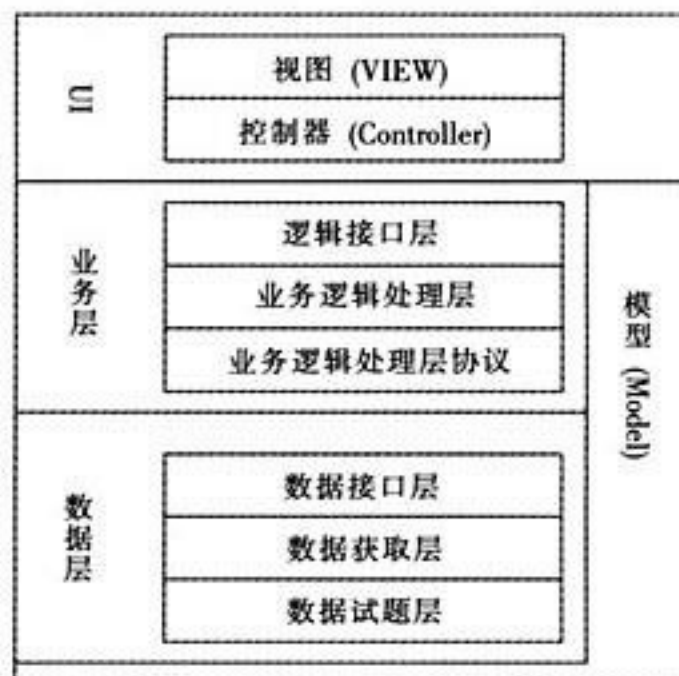 UI
视图 (VIEW)
控制器 (Controller)
业务层
逻辑接口层
业务逻辑处理层
业务逻辑处理层协议
模型 (Model)
数据层
数据接口层
数据获取层
数据试题层